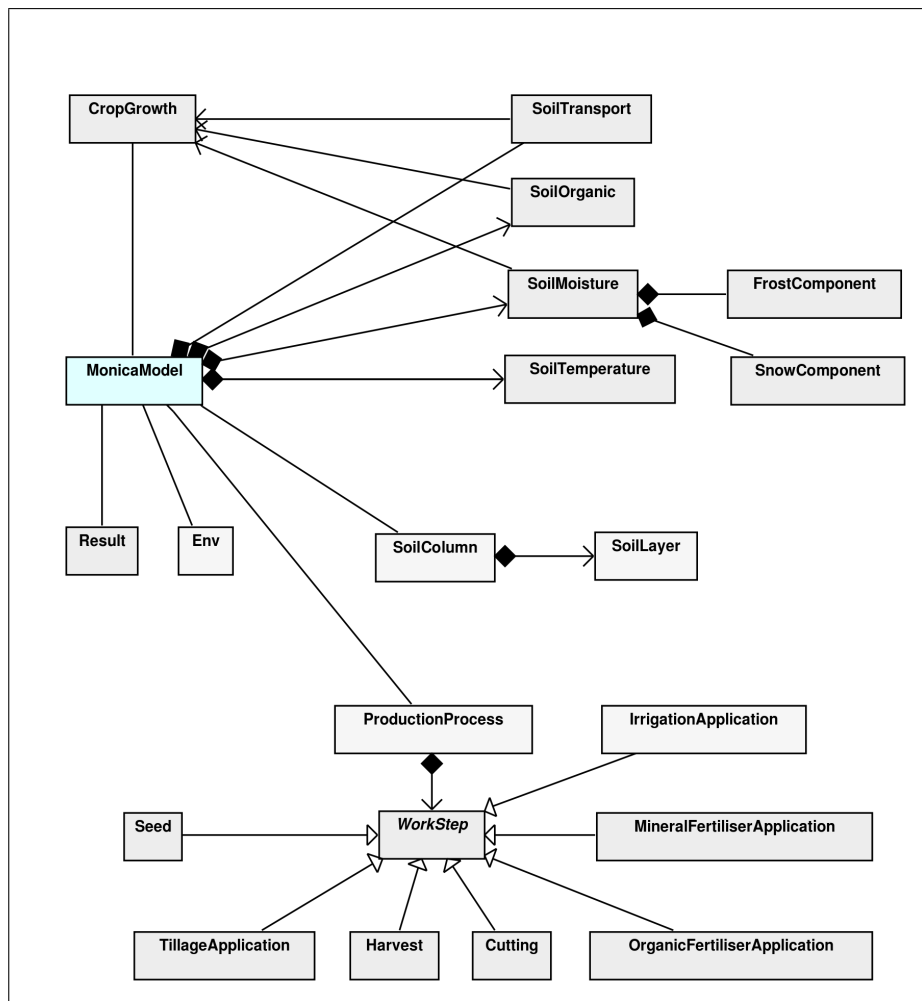 CropGrowth
SoilTransport
SoilOrganic
SoilMoisture
FrostComponent
MonicaModel
SoilTemperature
SnowComponent
Result
Env
SoilColumn
SoilLayer
ProductionProcess
IrrigationApplication
Seed
WorkStep
MineralFertiliserApplication
TillageApplication
Harvest
Cutting
OrganicFertiliserApplication